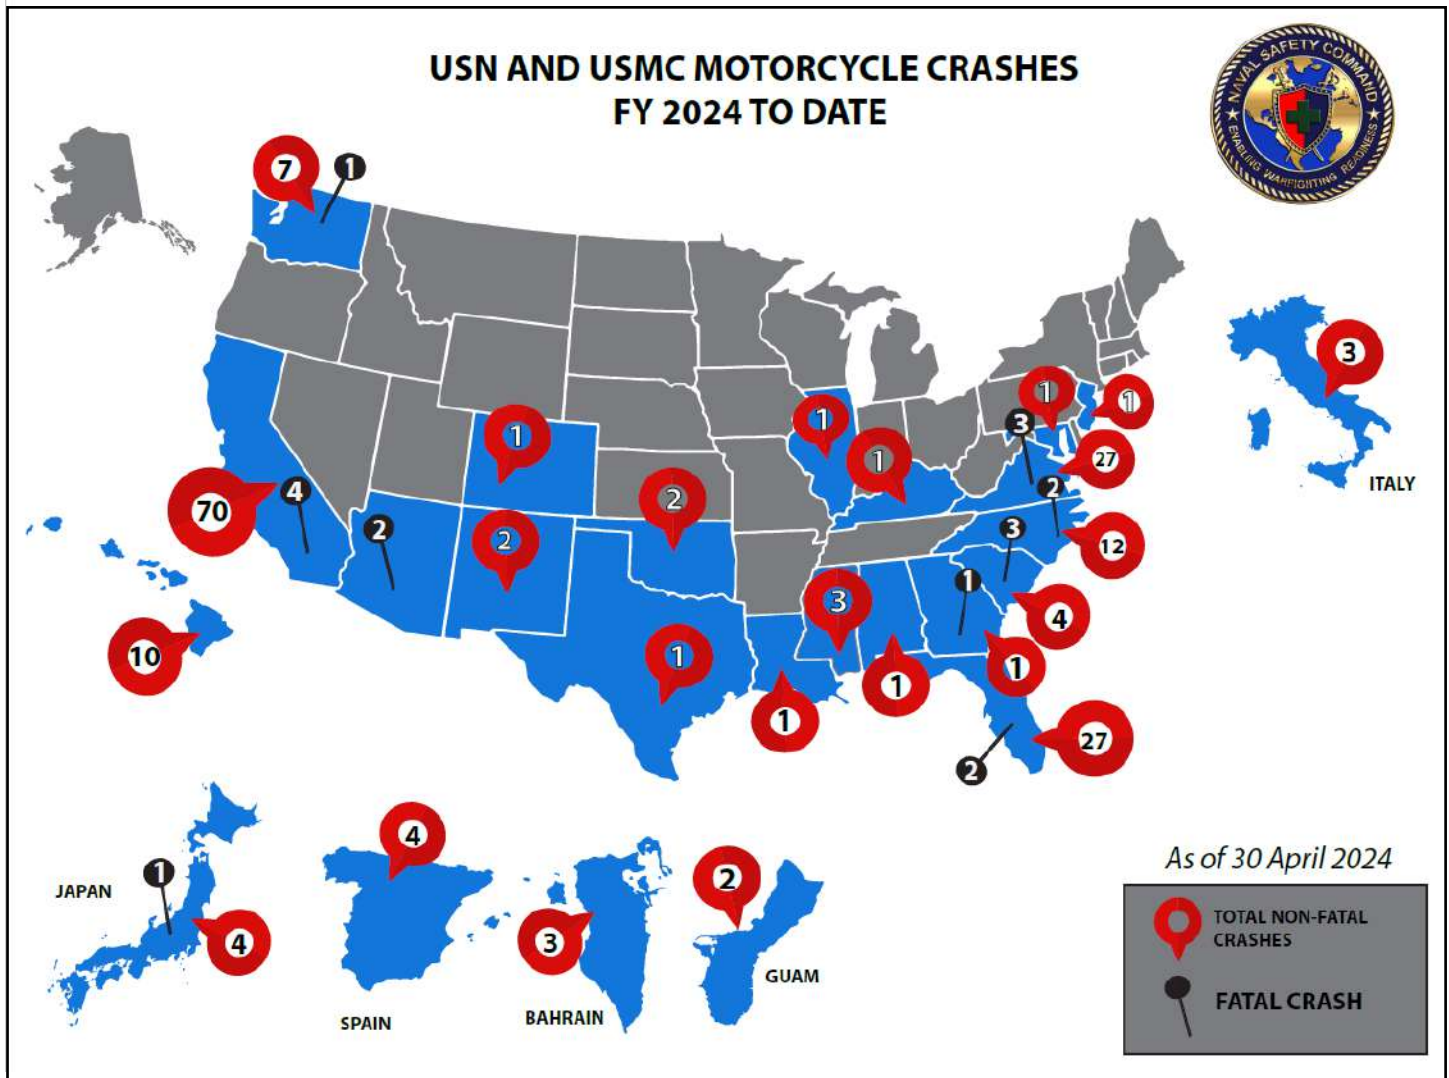 USN AND USMC MOTORCYCLE CRASHES
FY 2024 TO DATE
NAVAL SAFETY COMMAND
ENABLING WARFIGHTING READINESS
7
1
3
ITALY
1
1
1
3
1
27
1
2
2
70
4
2
2
3
12
1
3
4
10
1
1
1
1
27
2
4
1
JAPAN
4
SPAIN
3
BAHRAIN
2
GUAM
As of 30 April 2024
TOTAL NON-FATAL
CRASHES
FATAL CRASH